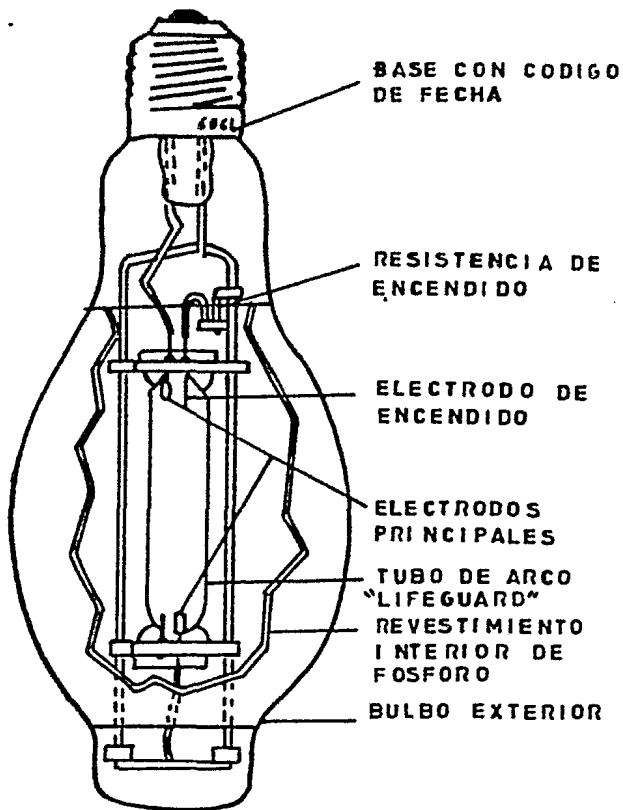 BASE CON CODIGO
DE FECHA
RESISTENCIA DE
ENCENDIDO
ELECTRODO DE
ENCENDIDO
ELECTRODOS
PRINCIPALES
TUBO DE ARCO
"LIFEGUARD"
REVESTIMIENTO
INTERIOR DE
FOSFORO
BULBO EXTERIOR